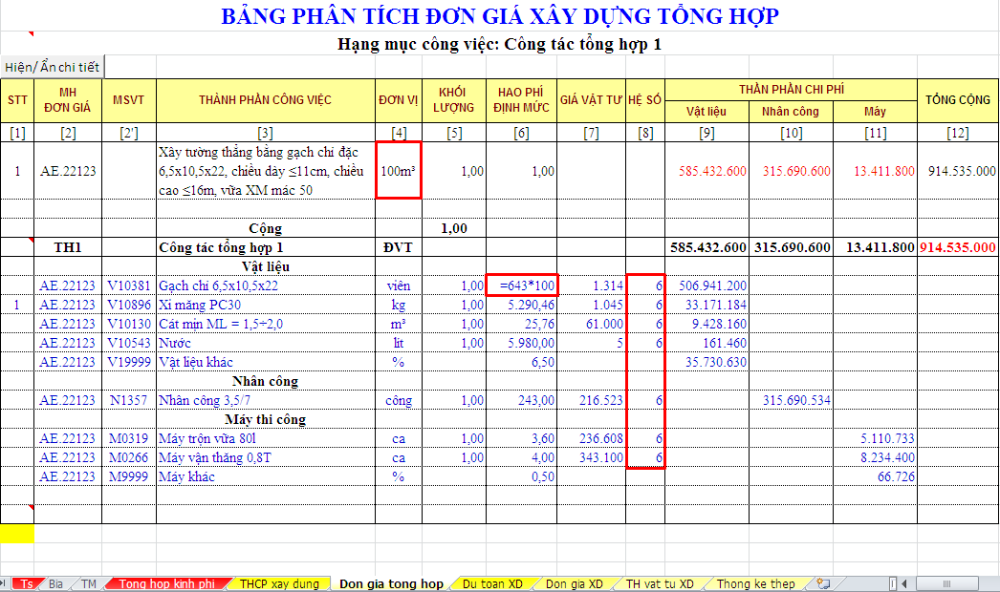 BẢNG PHÂN TÍCH ĐƠN GIÁ XÂY DỰNG TỔNG HỢP
Hạng mục công việc: Công tác tổng hợp 1
Hiện/Ẩn chi tiết
STT MH ĐƠN GIÁ MSVT THÀNH PHẦN CÔNG VIỆC ĐƠN VỊ KHỐI LƯỢNG HAO PHÍ ĐỊNH MỨC GIÁ VẬT TƯ HỆ SỐ THẦN PHẦN CHI PHÍ TỔNG CỘNG
Vật liệu Nhân công Máy
[1] [2] [2'] [3] [4] [5] [6] [7] [8] [9] [10] [11] [12]
Xây tường thẳng bằng gạch chỉ đặc
1 AE.22123 6,5x10,5x22, chiều dày ≤11cm, chiều 100m³ 1,00 1,00 585.432.600 315.690.600 13.411.800 914.535.000
cao ≤16m, vữa XM mác 50
Cộng 1,00
TH1 Công tác tổng hợp 1 ĐVT 585.432.600 315.690.600 13.411.800 914.535.000
Vật liệu
AE.22123 V10381 Gạch chỉ 6,5x10,5x22 viên 1,00 =643*100 1.314 6 506.941.200
1 AE.22123 V10896 Xi măng PC30 kg 1,00 5.290,46 1.045 6 33.171.184
AE.22123 V10130 Cát mịn ML = 1,5÷2,0 m³ 1,00 25,76 61.000 6 9.428.160
AE.22123 V10543 Nước lít 1,00 5.980,00 5 6 161.460
AE.22123 V19999 Vật liệu khác % 6,50 35.730.630
Nhân công
AE.22123 N1357 Nhân công 3,5/7 công 1,00 243,00 216.523 6 315.690.534
Máy thi công
AE.22123 M0319 Máy trộn vữa 80l ca 1,00 3,60 236.608 6 5.110.733
AE.22123 M0266 Máy vận thăng 0,8T ca 1,00 4,00 343.100 6 8.234.400
AE.22123 M9999 Máy khác % 0,50 66.726
Ts Bia TM Tong hop kinh phi THCP xay dung Don gia tong hop Du toan XD Don gia XD TH vat tu XD Thong ke thep